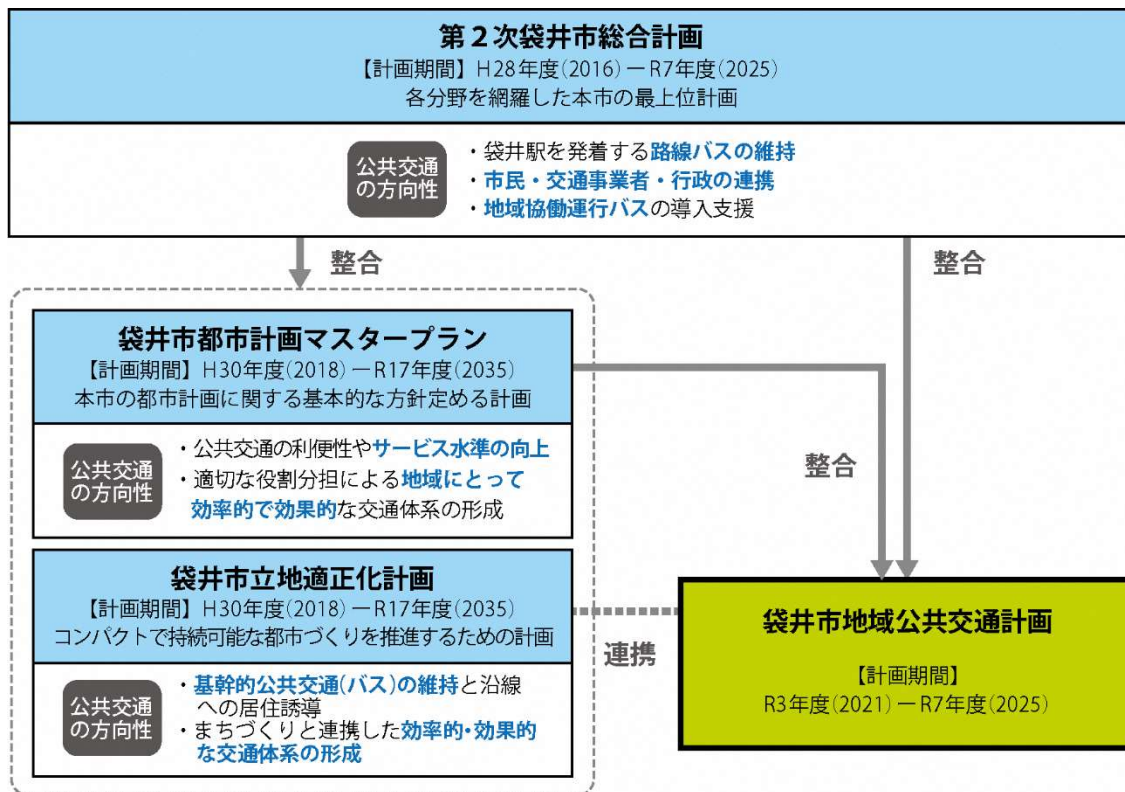 第2次袋井市総合計画
【計画期間】H28年度(2016)－R7年度(2025)
各分野を網羅した本市の最上位計画
公共交通
の方向性
・袋井駅を発着する路線バスの維持
・市民・交通事業者・行政の連携
・地域協働運行バスの導入支援
整合
整合
袋井市都市計画マスタープラン
【計画期間】H30年度(2018)－R17年度(2035)
本市の都市計画に関する基本的な方針定める計画
公共交通
の方向性
・公共交通の利便性やサービス水準の向上
・適切な役割分担による地域にとって
効率的で効果的な交通体系の形成
整合
袋井市立地適正化計画
【計画期間】H30年度(2018)－R17年度(2035)
コンパクトで持続可能な都市づくりを推進するための計画
公共交通
の方向性
・基幹的公共交通(バス)の維持と沿線
への居住誘導
・まちづくりと連携した効率的・効果的
な交通体系の形成
連携
袋井市地域公共交通計画
【計画期間】
R3年度(2021)－R7年度(2025)